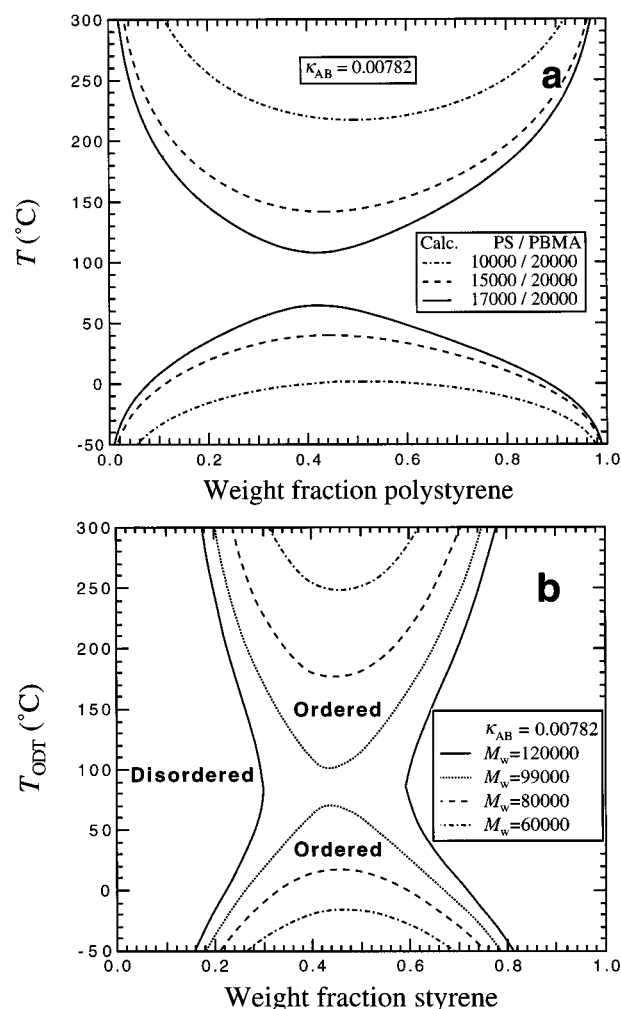 300
250
200
150
100
50
0
-50
T (°C)
κAB = 0.00782
a
Calc. PS / PBMA
10000 / 20000
15000 / 20000
17000 / 20000
0.0 0.2 0.4 0.6 0.8 1.0
Weight fraction polystyrene
300
250
200
150
100
50
0
-50
TODT (°C)
b
Ordered
Disordered
Ordered
κAB = 0.00782
Mw=120000
Mw=99000
Mw=80000
Mw=60000
0.0 0.2 0.4 0.6 0.8 1.0
Weight fraction styrene